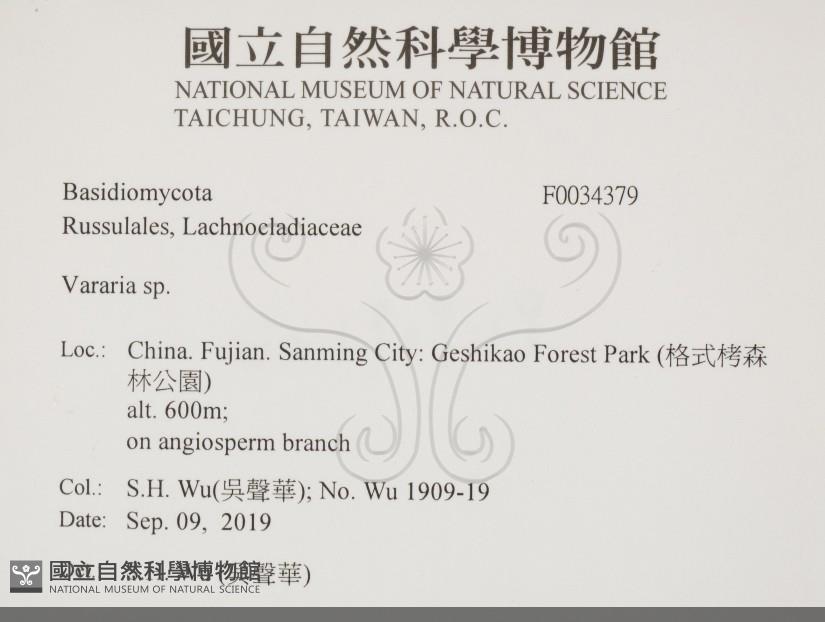 國立自然科學博物館
NATIONAL MUSEUM OF NATURAL SCIENCE
TAICHUNG, TAIWAN, R.O.C.
Basidiomycota F0034379
Russulales, Lachnocladiaceae
Vararia sp.
Loc.: China. Fujian. Sanming City: Geshikao Forest Park (格式栲森
林公園)
alt. 600m;
on angiosperm branch
Col.: S.H. Wu(吳聲華); No. Wu 1909-19
Date: Sep. 09, 2019
聲華)
國立自然科學博物館
NATIONAL MUSEUM OF NATURAL SCIENCE